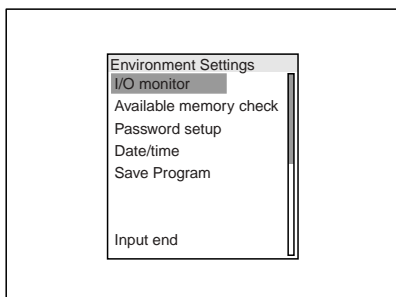 Environment Settings
I/O monitor
Available memory check
Password setup
Date/time
Save Program
Input end